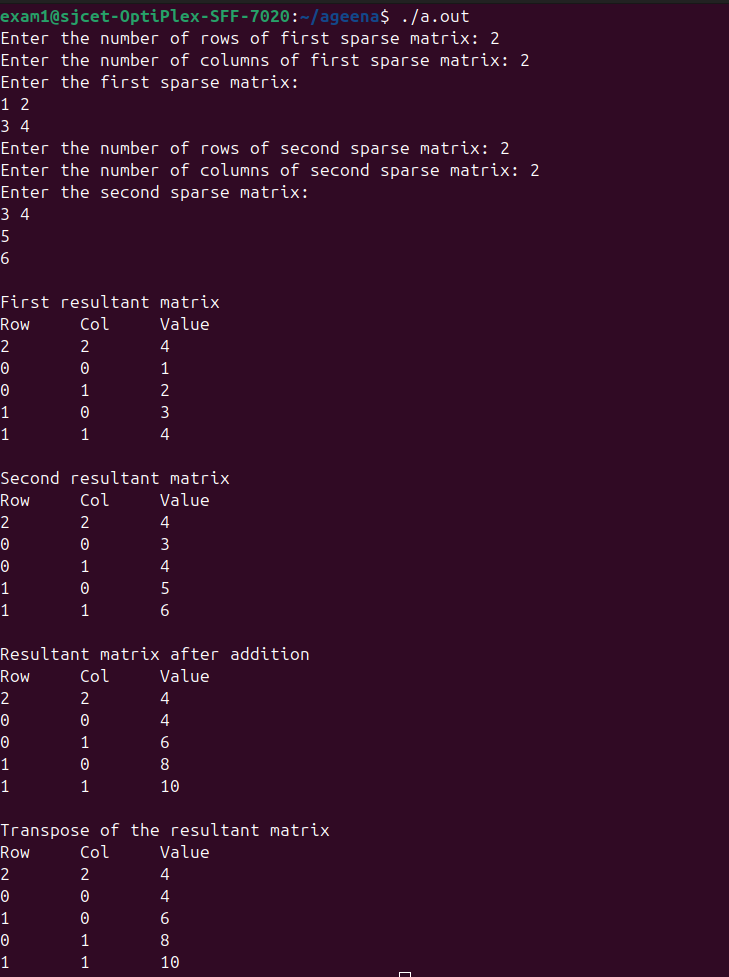 exam1@sjcet-OptiPlex-SFF-7020:~/ageena$ ./a.out
Enter the number of rows of first sparse matrix: 2
Enter the number of columns of first sparse matrix: 2
Enter the first sparse matrix:
1 2
3 4
Enter the number of rows of second sparse matrix: 2
Enter the number of columns of second sparse matrix: 2
Enter the second sparse matrix:
3 4
5
6

First resultant matrix
Row     Col     Value
2       2       4
0       0       1
0       1       2
1       0       3
1       1       4

Second resultant matrix
Row     Col     Value
2       2       4
0       0       3
0       1       4
1       0       5
1       1       6

Resultant matrix after addition
Row     Col     Value
2       2       4
0       0       4
0       1       6
1       0       8
1       1       10

Transpose of the resultant matrix
Row     Col     Value
2       2       4
0       0       4
1       0       6
0       1       8
1       1       10